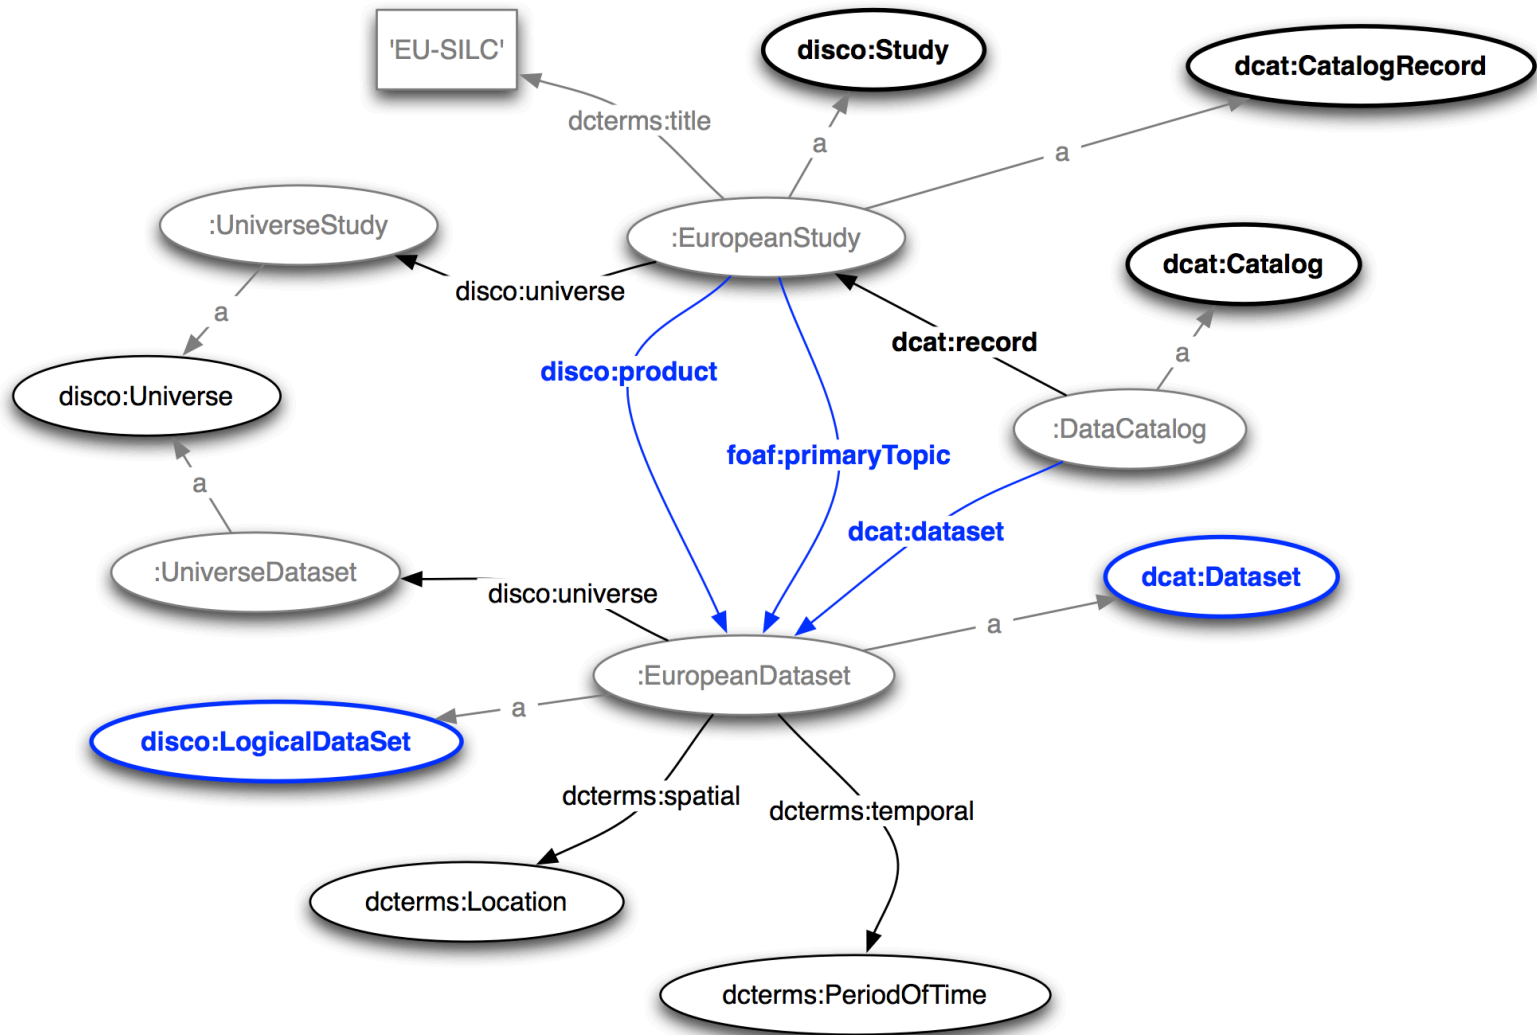 'EU-SILC'
disco:Study
dcat:CatalogRecord
dcterms:title
a
a
:UniverseStudy
:EuropeanStudy
dcat:Catalog
disco:universe
a
dcat:record
a
disco:product
disco:Universe
:DataCatalog
foaf:primaryTopic
a
dcat:dataset
:UniverseDataset
disco:universe
dcat:Dataset
a
:EuropeanDataset
a
disco:LogicalDataSet
dcterms:spatial
dcterms:temporal
dcterms:Location
dcterms:PeriodOfTime